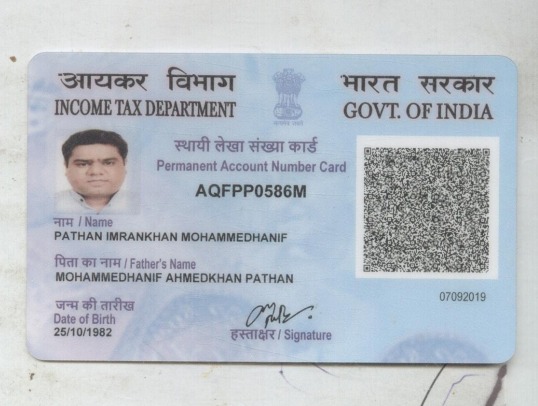 आयकर विभाग
INCOME TAX DEPARTMENT
भारत सरकार
GOVT. OF INDIA
स्थायी लेखा संख्या कार्ड
Permanent Account Number Card
AQFPP0586M
नाम / Name
PATHAN IMRANKHAN MOHAMMEDHANIF
पिता का नाम / Father's Name
MOHAMMEDHANIF AHMEDKHAN PATHAN
जन्म की तारीख
Date of Birth
25/10/1982
हस्ताक्षर / Signature
07092019